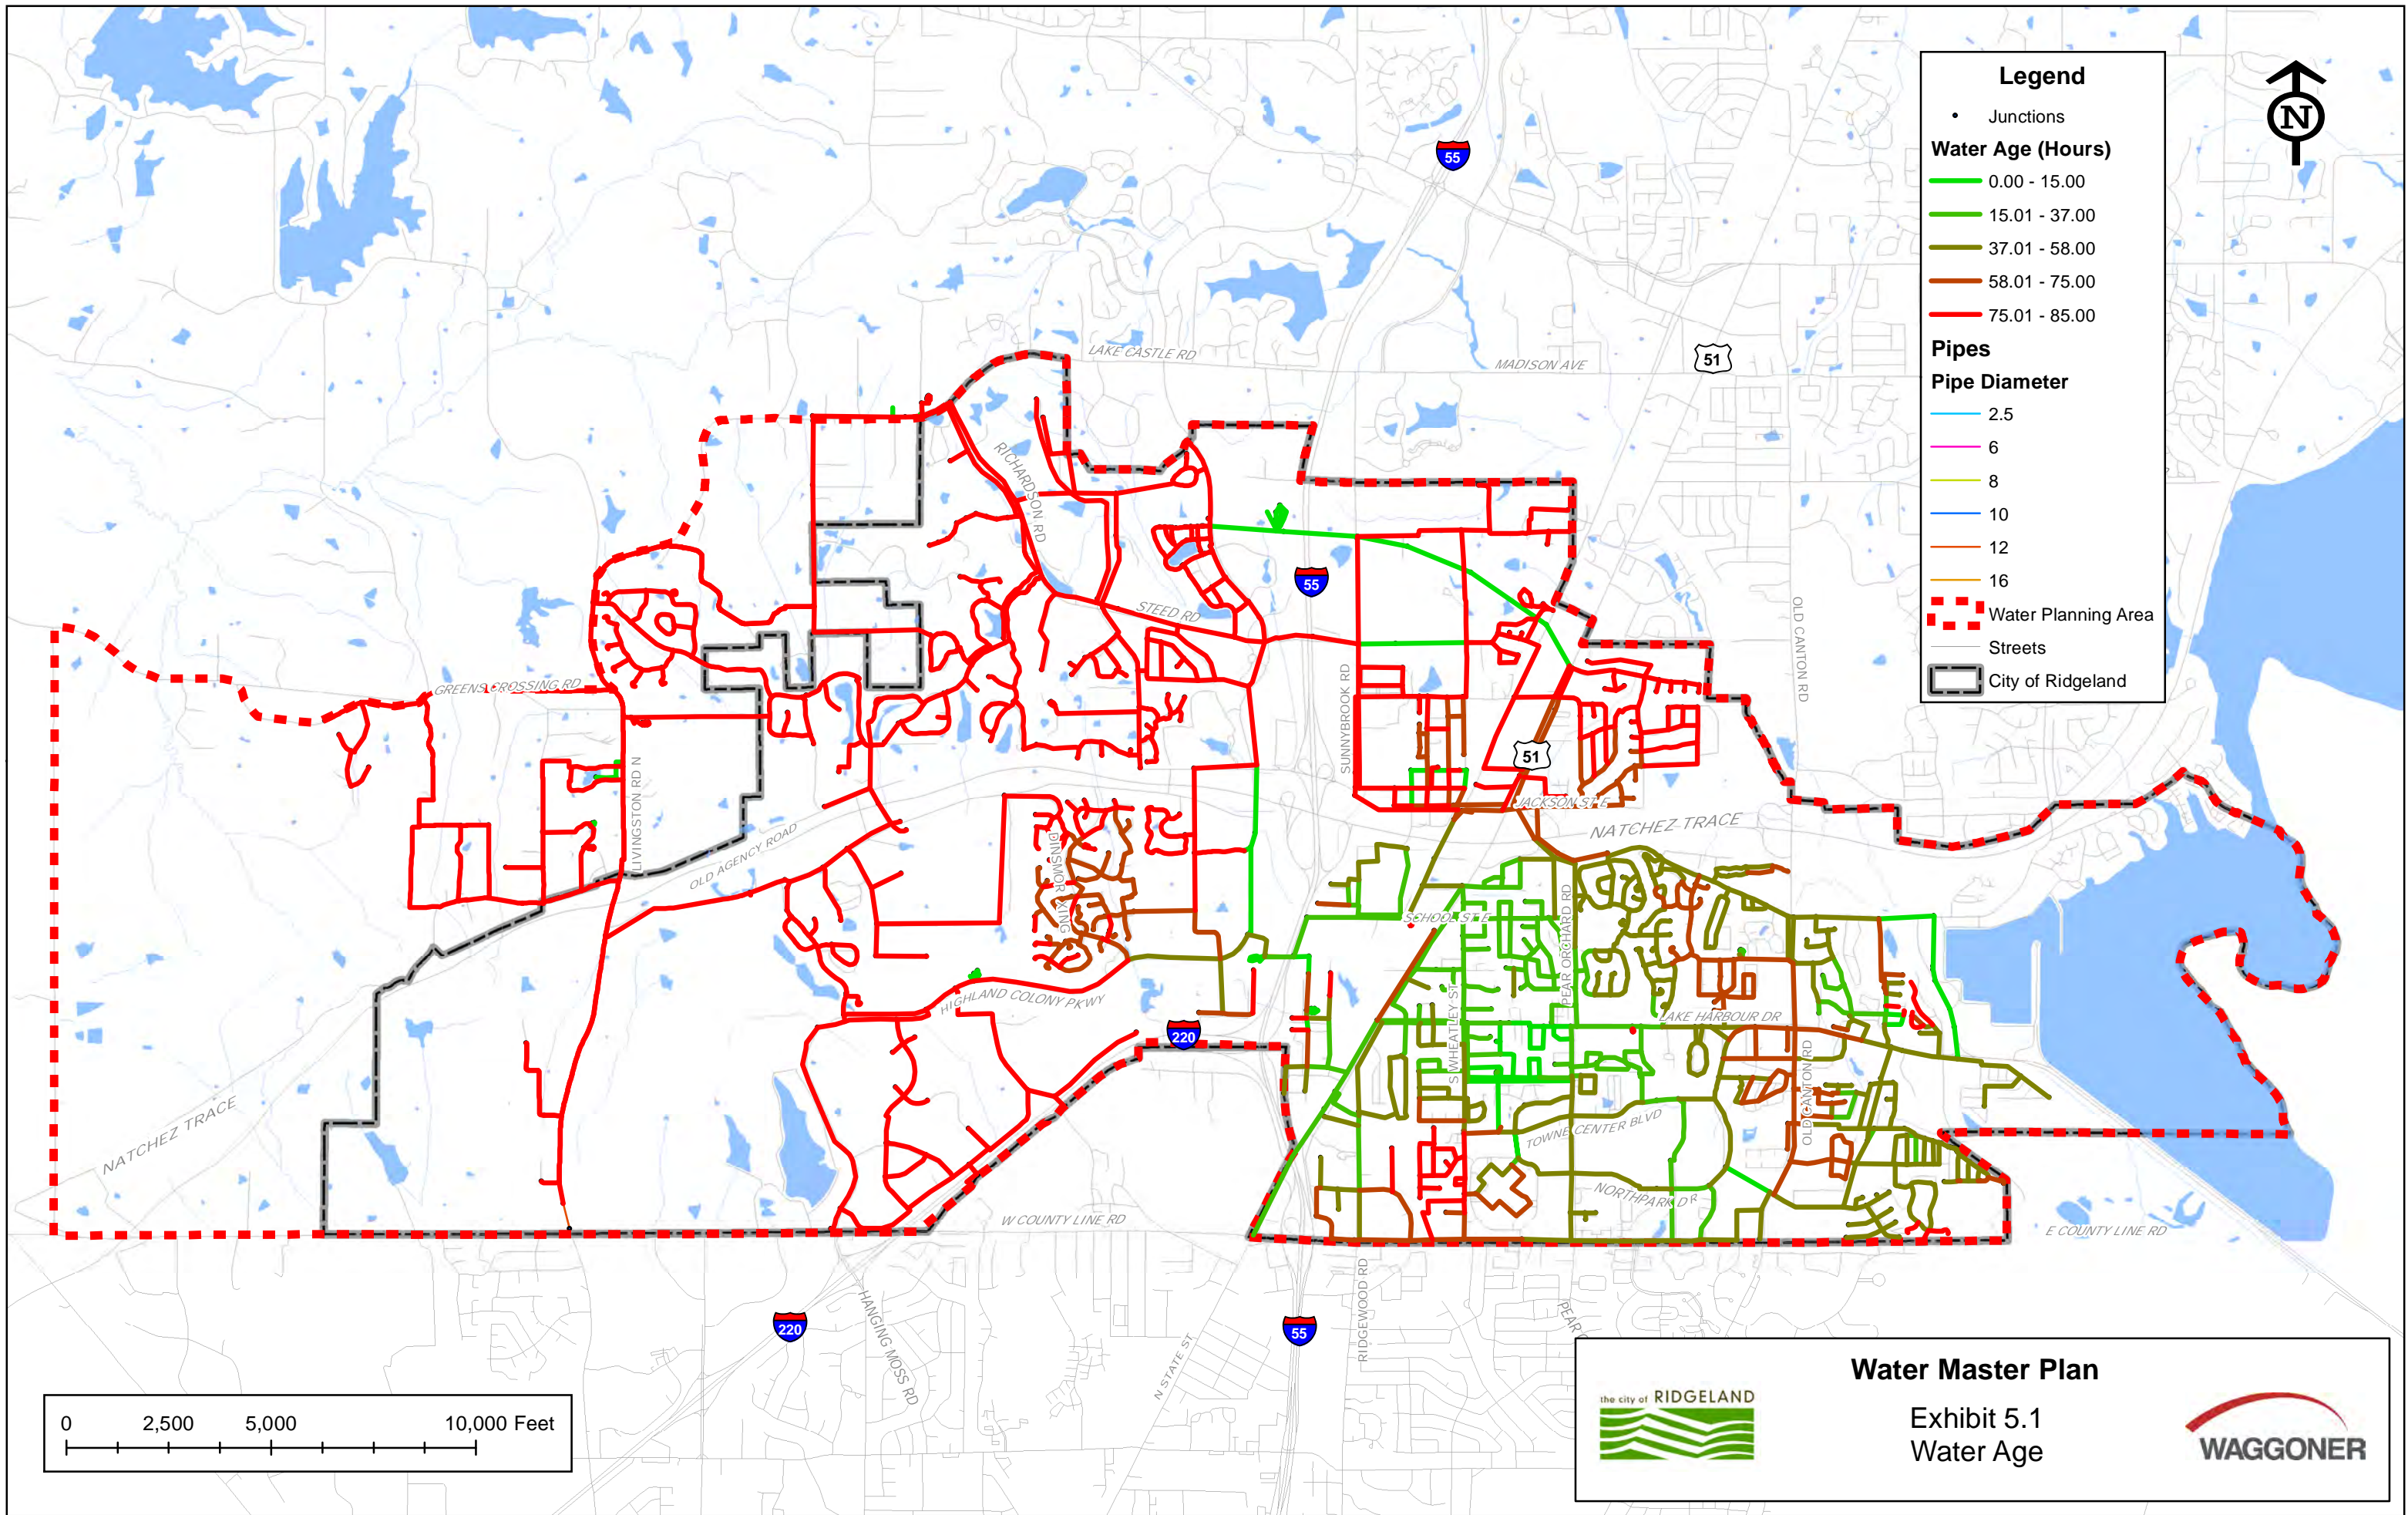 Legend
Junctions
Water Age (Hours)
0.00 - 15.00
15.01 - 37.00
37.01 - 58.00
58.01 - 75.00
75.01 - 85.00
Pipes
Pipe Diameter
2.5
6
8
10
12
16
Water Planning Area
Streets
City of Ridgeland
N
55
51
LAKE CASTLE RD
MADISON AVE
RICHARDSON RD
55
STEED RD
OLD CANTON RD
SUNNYBROOK RD
GREENS CROSSING RD
51
LIVINGSTON RD N
JACKSON ST E
NATCHEZ TRACE
OLD AGENCY ROAD
DINSMOR XING
SCHOOL ST E
PEAR ORCHARD RD
HIGHLAND COLONY PKWY
LAKE HARBOUR DR
220
S WHEATLEY ST
OLD CANTON RD
NATCHEZ TRACE
TOWNE CENTER BLVD
NORTHPARK DR
W COUNTY LINE RD
E COUNTY LINE RD
RIDGEWOOD RD
HANGING MOSS RD
220
55
N STATE ST
PEAR
0 2,500 5,000 10,000 Feet
the city of RIDGELAND
Water Master Plan
Exhibit 5.1
Water Age
WAGGONER